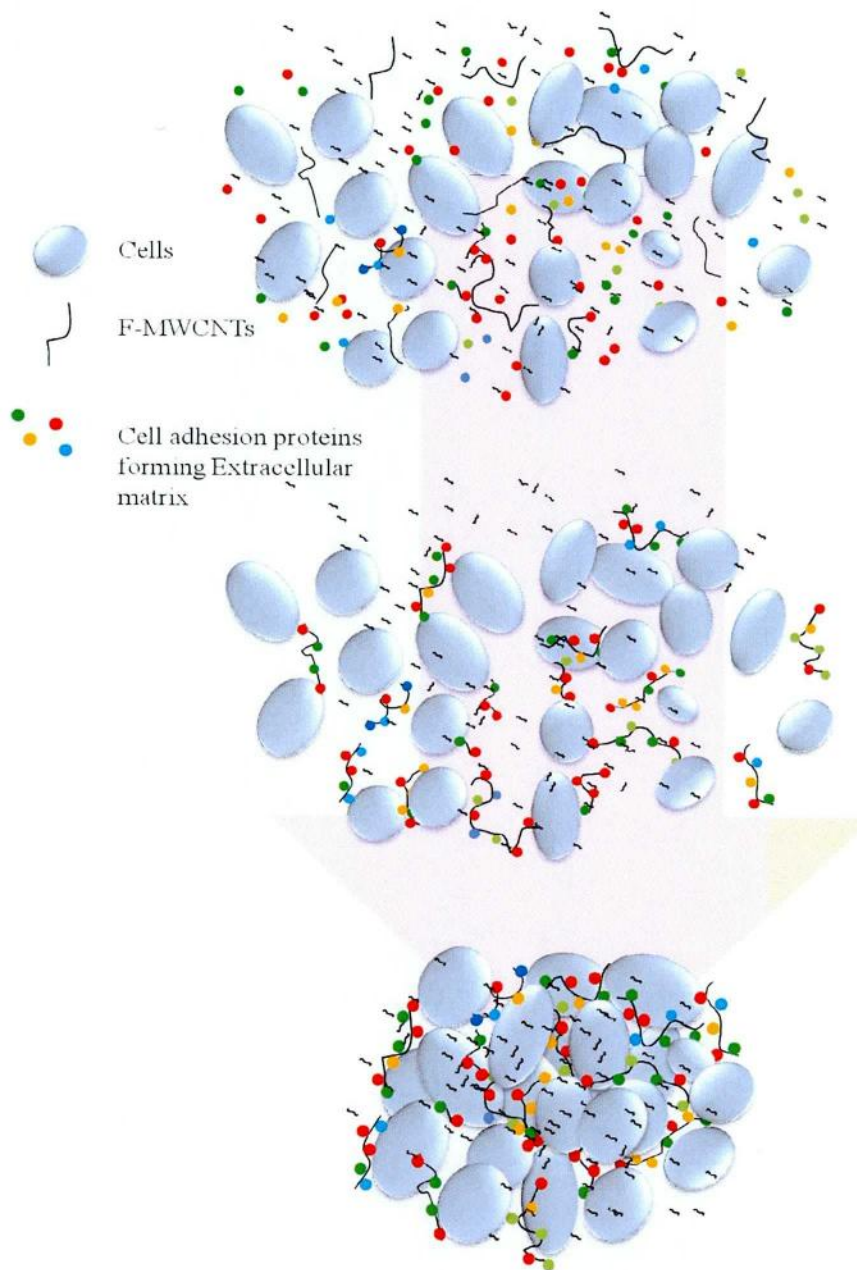 Cells
F-MWCNTs
Cell adhesion proteins
forming Extracellular
matrix